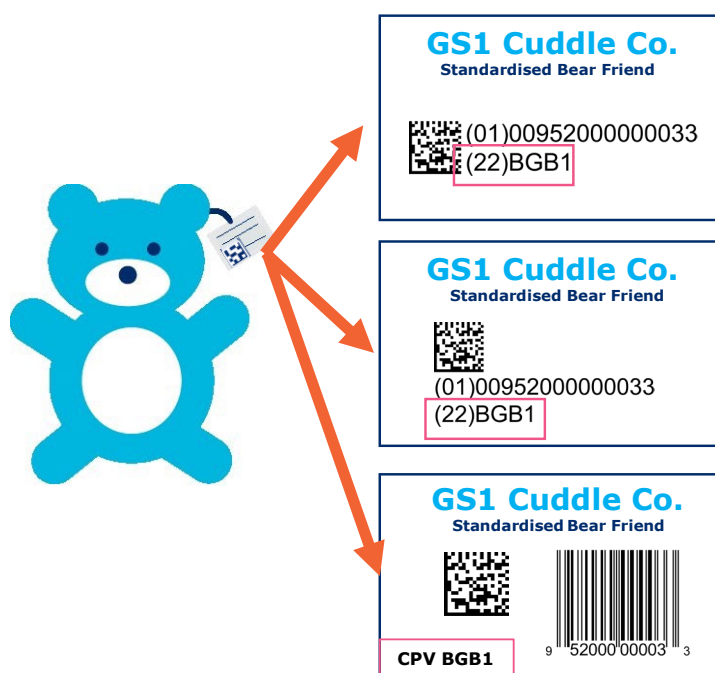 GS1 Cuddle Co.
Standardised Bear Friend
(01)00952000000033
(22)BGB1
GS1 Cuddle Co.
Standardised Bear Friend
(01)00952000000033
(22)BGB1
GS1 Cuddle Co.
Standardised Bear Friend
9 52000 00003 3
CPV BGB1